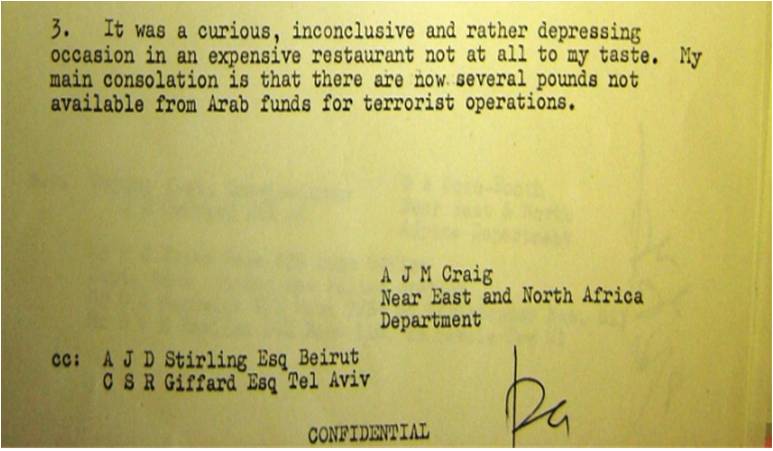 3. It was a curious, inconclusive and rather depressing
occasion in an expensive restaurant not at all to my taste. My
main consolation is that there are now several pounds not
available from Arab funds for terrorist operations.
A J M Craig
Near East and North Africa
Department
cc: A J D Stirling Esq Beirut
C S R Giffard Esq Tel Aviv
CONFIDENTIAL